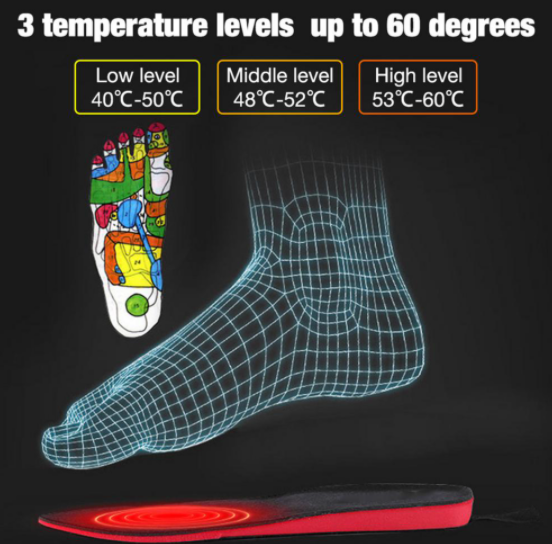 3 temperature levels up to 60 degrees
Low level
40℃-50℃
Middle level
48℃-52℃
High level
53℃-60℃